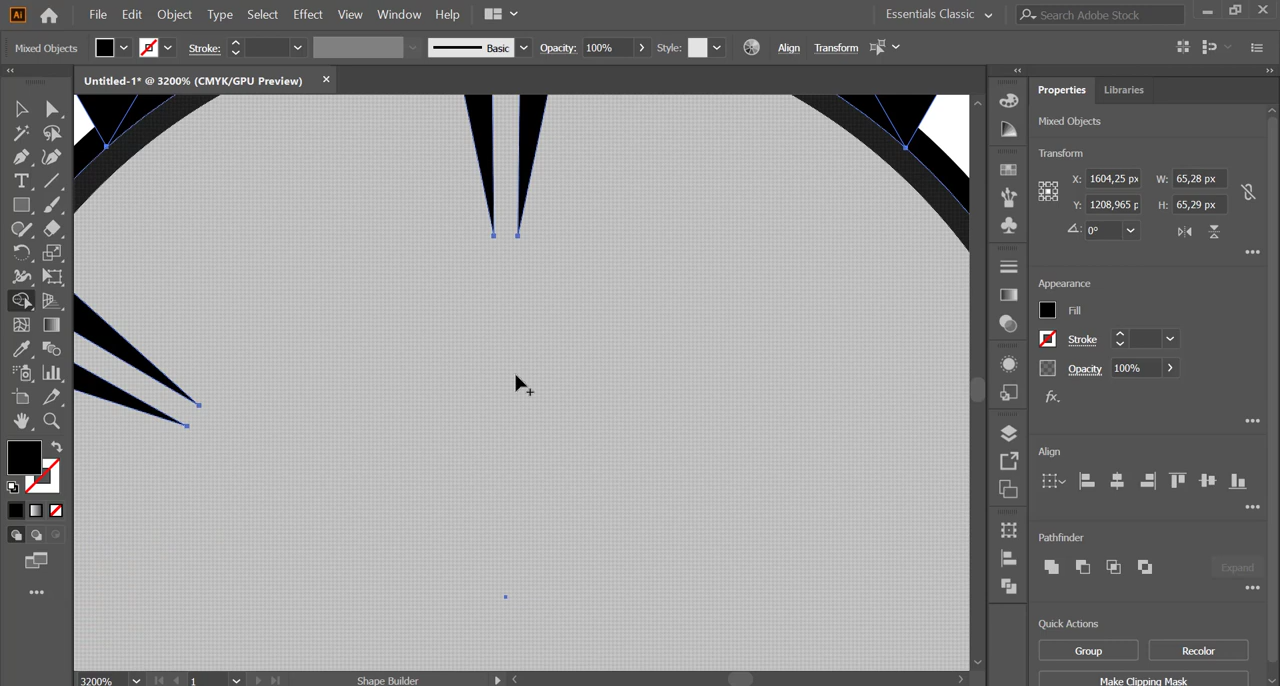 Ai File Edit Object Type Select Effect View Window Help Essentials Classic Search Adobe Stock
Mixed Objects Stroke: Basic Opacity: 100% Style: Align Transform
Untitled-1* @ 3200% (CMYK/GPU Preview)
Properties Libraries
Mixed Objects
Transform
X: 1604,25 px W: 65,28 px
Y: 1208,965 p H: 65,29 px
0°
Appearance
Fill
Stroke
Opacity 100%
fx.
Align
Pathfinder
Expand
Quick Actions
Group Recolor
Make Clipping Mask
3200% 1 Shape Builder